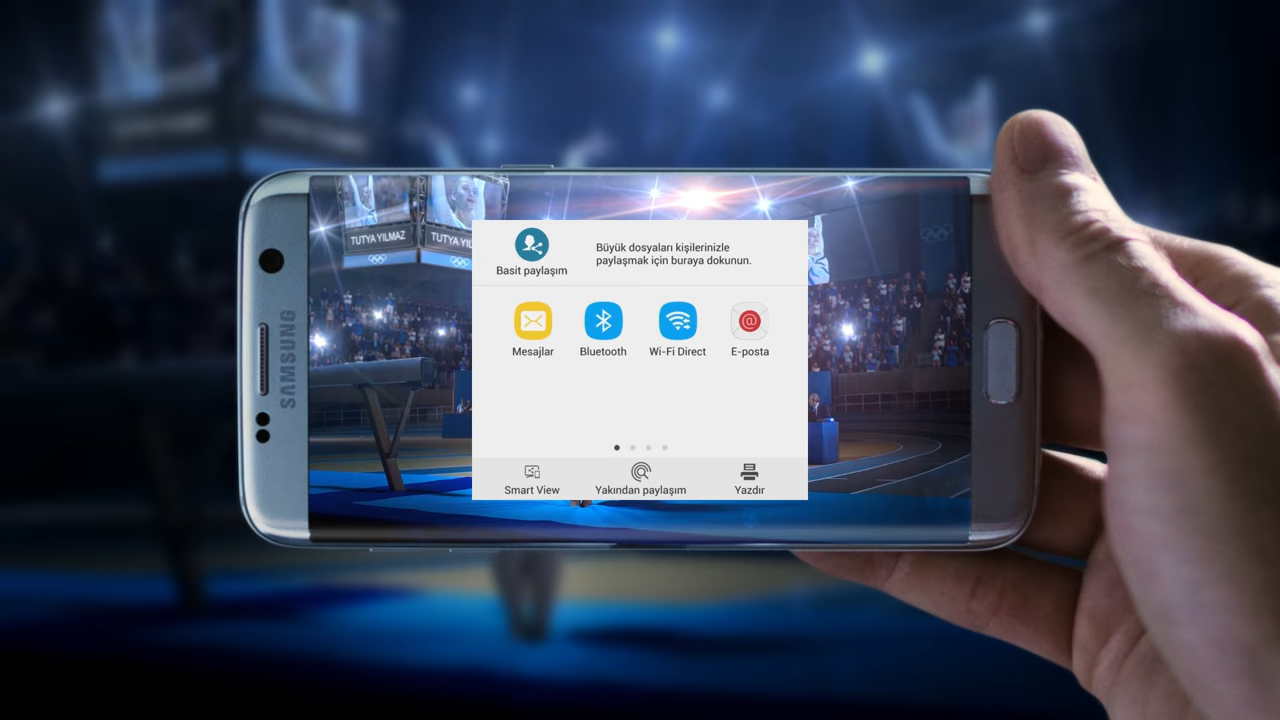 SAMSUNG
TUTYA YILMAZ
TUTYA
Basit paylaşım
Büyük dosyaları kişilerinizle
paylaşmak için buraya dokunun.
Mesajlar
Bluetooth
Wi-Fi Direct
E-posta
Smart View
Yakından paylaşım
Yazdır